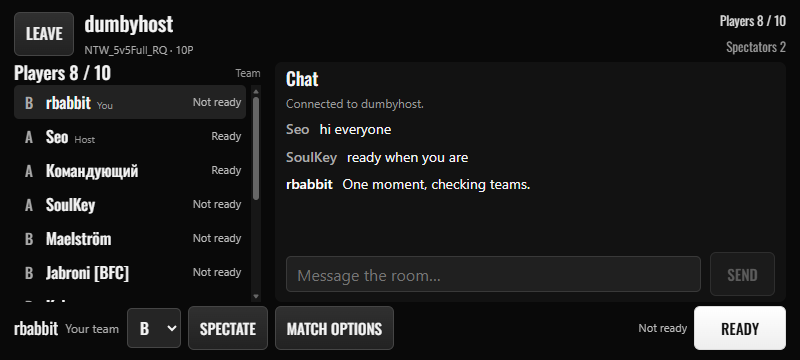 LEAVE
dumbyhost
NTW_5v5Full_RQ · 10P
Players 8 / 10
Spectators 2
Players 8 / 10
Team
B rbabbit You Not ready
A Seo Host Ready
A Командующий Ready
A SoulKey Not ready
B Maelström Not ready
B Jabroni [BFC] Not ready
Chat
Connected to dumbyhost.
Seo hi everyone
SoulKey ready when you are
rbabbit One moment, checking teams.
Message the room...
SEND
rbabbit Your team B SPECTATE MATCH OPTIONS Not ready READY